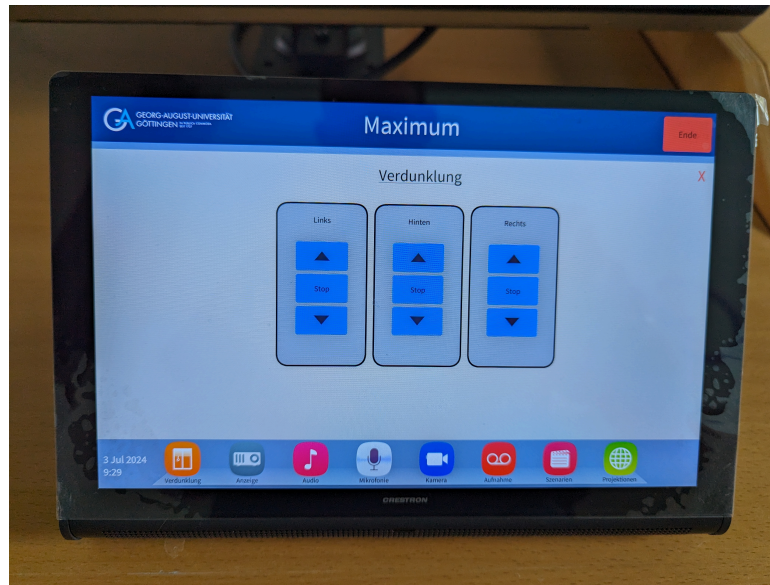 GEORG-AUGUST-UNIVERSITÄT
GÖTTINGEN
Maximum
Ende
Verdunklung
X
Links
Hinten
Rechts
Stop
Stop
Stop
3 Jul 2024
9:29
Verdunklung
Anzeige
Audio
Mikrofonie
Kamera
Aufnahme
Szenarien
Projektionen
CRESTRON